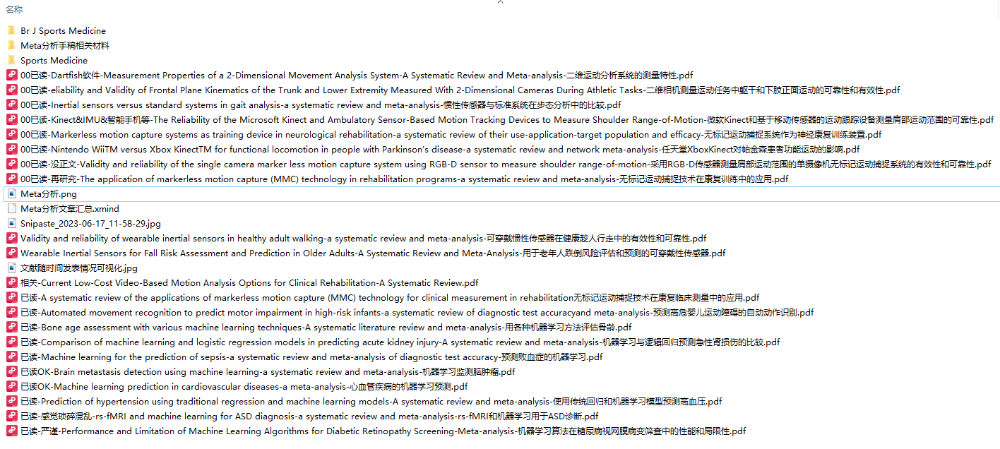 名称
Br J Sports Medicine
Meta分析手稿相关材料
Sports Medicine
00已读-Dartfish软件-Measurement Properties of a 2-Dimensional Movement Analysis System-A Systematic Review and Meta-analysis-二维运动分析系统的测量特性.pdf
00已读-eliability and Validity of Frontal Plane Kinematics of the Trunk and Lower Extremity Measured With 2-Dimensional Cameras During Athletic Tasks-二维相机测量运动任务中躯干和下肢正面运动的可靠性和有效性.pdf
00已读-Inertial sensors versus standard systems in gait analysis-a systematic review and meta-analysis-惯性传感器与标准系统在步态分析中的比较.pdf
00已读-Kinect&IMU&智能手机等-The Reliability of the Microsoft Kinect and Ambulatory Sensor-Based Motion Tracking Devices to Measure Shoulder Range-of-Motion-微软Kinect和基于移动传感器的运动跟踪设备测量肩部运动范围的可靠性.pdf
00已读-Markerless motion capture systems as training device in neurological rehabilitation-a systematic review of their use-application-target population and efficacy-无标记运动捕捉系统作为神经康复训练装置.pdf
00已读-Nintendo WiiTM versus Xbox KinectTM for functional locomotion in people with Parkinson’s disease-a systematic review and network meta-analysis-任天堂XboxKinect对帕金森患者功能运动的影响.pdf
00已读-没正文-Validity and reliability of the single camera marker less motion capture system using RGB-D sensor to measure shoulder range-of-motion-采用RGB-D传感器测量肩部运动范围的单摄像机无标记运动捕捉系统的有效性和可靠性.pdf
00已读-再研究-The application of markerless motion capture (MMC) technology in rehabilitation programs-a systematic review and meta-analysis-无标记运动捕捉技术在康复训练中的应用.pdf
Meta分析.png
Meta分析文章汇总.xmind
Snipaste_2023-06-17_11-58-29.jpg
Validity and reliability of wearable inertial sensors in healthy adult walking-a systematic review and meta-analysis-可穿戴惯性传感器在健康趁人行走中的有效性和可靠性.pdf
Wearable Inertial Sensors for Fall Risk Assessment and Prediction in Older Adults-A Systematic Review and Meta-Analysis-用于老年人跌倒风险评估和预测的可穿戴性传感器.pdf
文献随时间发表情况可视化.jpg
相关-Current Low-Cost Video-Based Motion Analysis Options for Clinical Rehabilitation-A Systematic Review.pdf
已读-A systematic review of the applications of markerless motion capture (MMC) technology for clinical measurement in rehabilitation无标记运动捕捉技术在康复临床测量中的应用.pdf
已读-Automated movement recognition to predict motor impairment in high-risk infants-a systematic review of diagnostic test accuracyand meta-analysis-预测高危婴儿运动障碍的自动动作识别.pdf
已读-Bone age assessment with various machine learning techniques-A systematic literature review and meta-analysis-用各种机器学习方法评估骨龄.pdf
已读-Comparison of machine learning and logistic regression models in predicting acute kidney injury-A systematic review and meta-analysis-机器学习与逻辑回归预测急性肾损伤的比较.pdf
已读-Machine learning for the prediction of sepsis-a systematic review and meta-analysis of diagnostic test accuracy-预测败血症的机器学习.pdf
已读OK-Brain metastasis detection using machine learning-a systematic review and meta-analysis-机器学习监测脑肿瘤.pdf
已读OK-Machine learning prediction in cardiovascular diseases-a meta-analysis-心血管疾病的机器学习预测.pdf
已读-Prediction of hypertension using traditional regression and machine learning models-A systematic review and meta-analysis-使用传统回归和机器学习模型预测高血压.pdf
已读-感觉琐碎混乱-rs-fMRI and machine learning for ASD diagnosis-a systematic review and meta-analysis-rs-fMRI和机器学习用于ASD诊断.pdf
已读-严谨-Performance and Limitation of Machine Learning Algorithms for Diabetic Retinopathy Screening-Meta-analysis-机器学习算法在糖尿病视网膜病变筛查中的性能和局限性.pdf